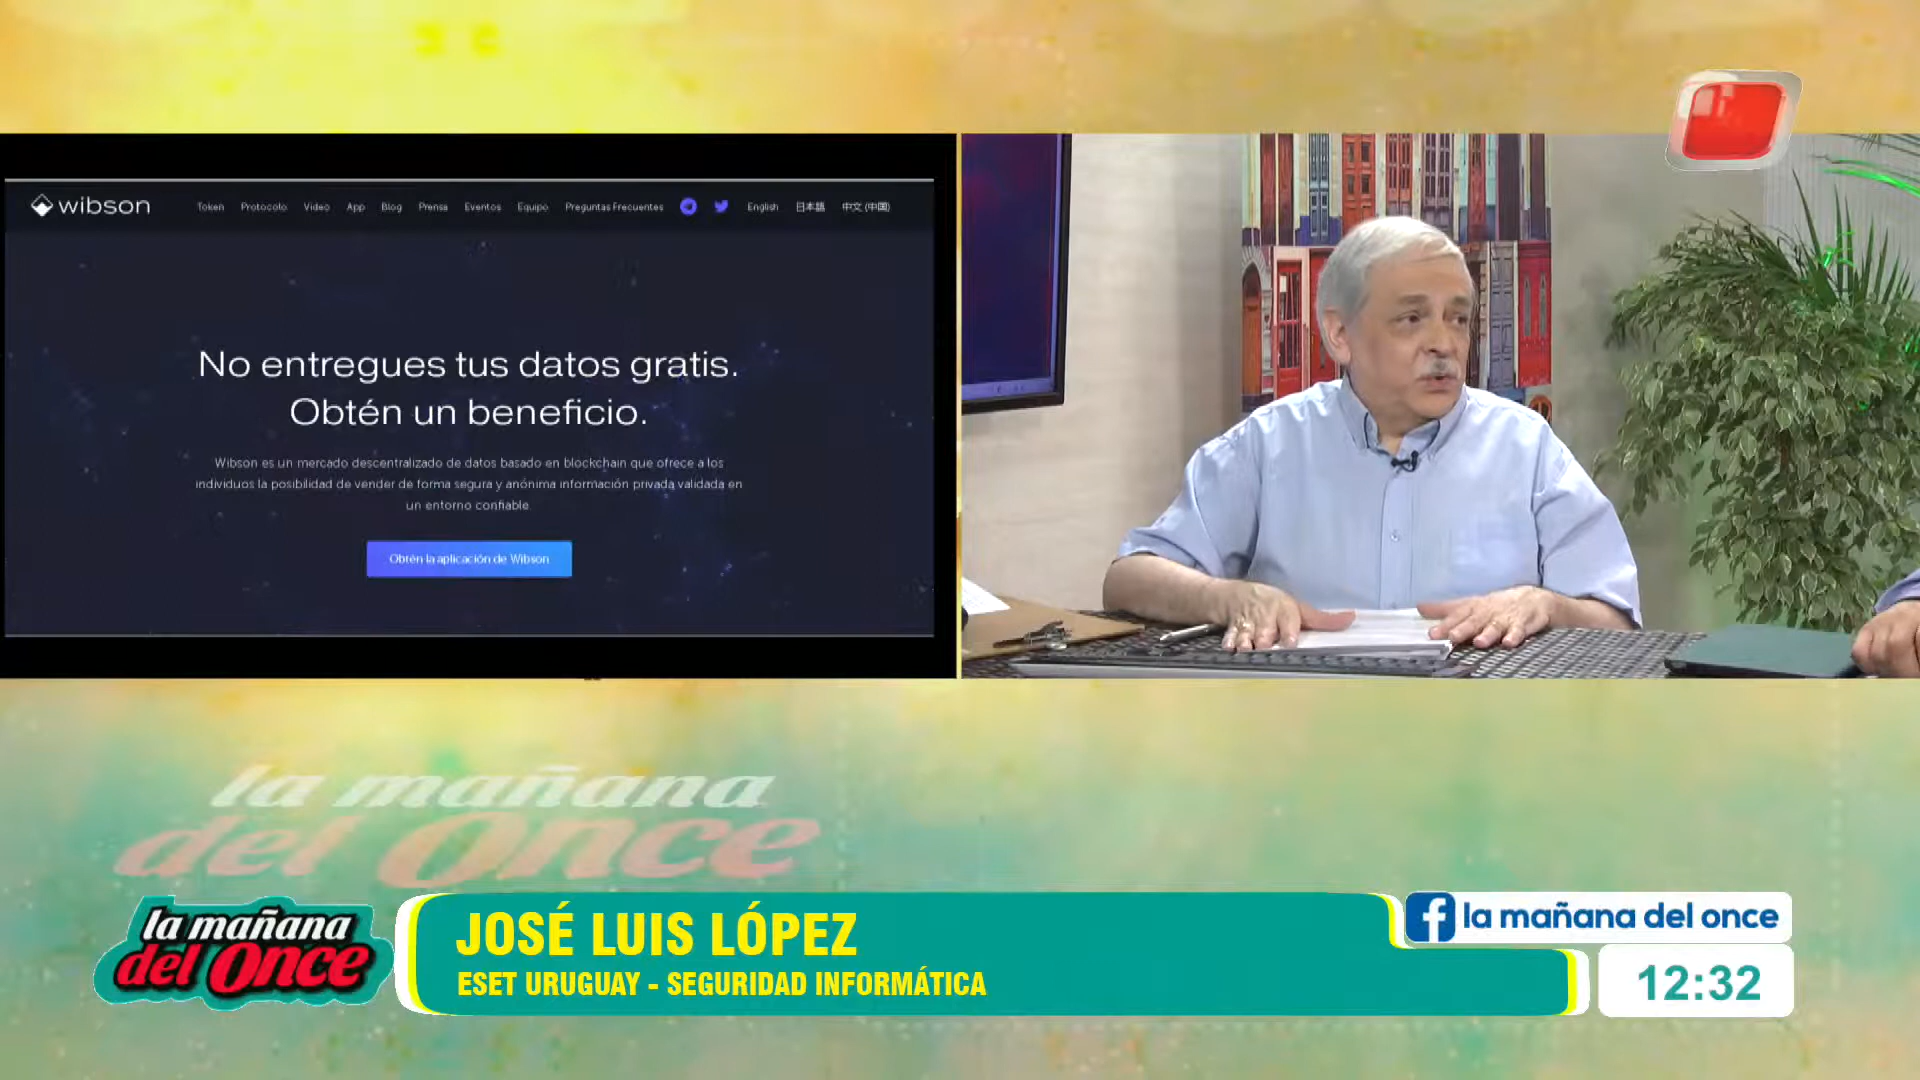 wibson
Token Protocolo Video App Blog Prensa Eventos Equipo Preguntas Frecuentes English 日本語 中文 (中国)
No entregues tus datos gratis.
Obtén un beneficio.
Wibson es un mercado descentralizado de datos basado en blockchain que ofrece a los
individuos la posibilidad de vender de forma segura y anónima información privada validada en
un entorno confiable.
Obtén la aplicación de Wibson
la mañana
del Once
la mañana
del Once
JOSÉ LUIS LÓPEZ
ESET URUGUAY - SEGURIDAD INFORMÁTICA
la mañana del once
12:32